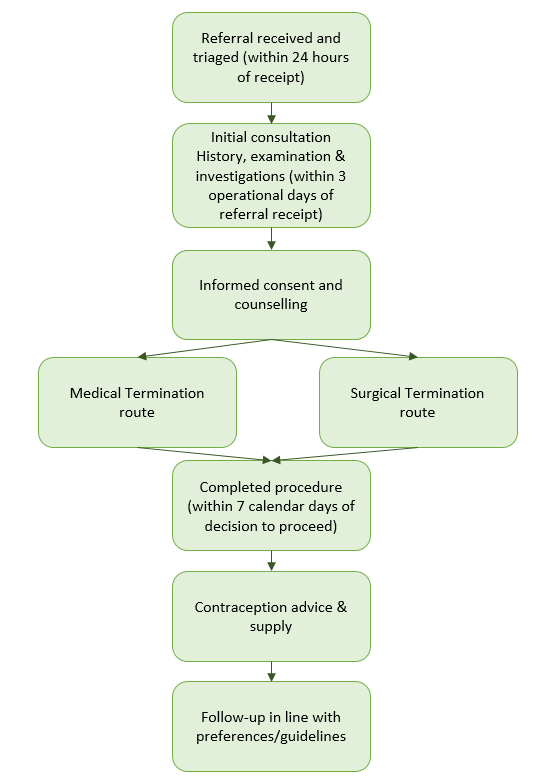 Referral received and
triaged (within 24 hours
of receipt)
Initial consultation
History, examination &
investigations (within 3
operational days of
referral receipt)
Informed consent and
counselling
Medical Termination
route
Surgical Termination
route
Completed procedure
(within 7 calendar days of
decision to proceed)
Contraception advice &
supply
Follow-up in line with
preferences/guidelines